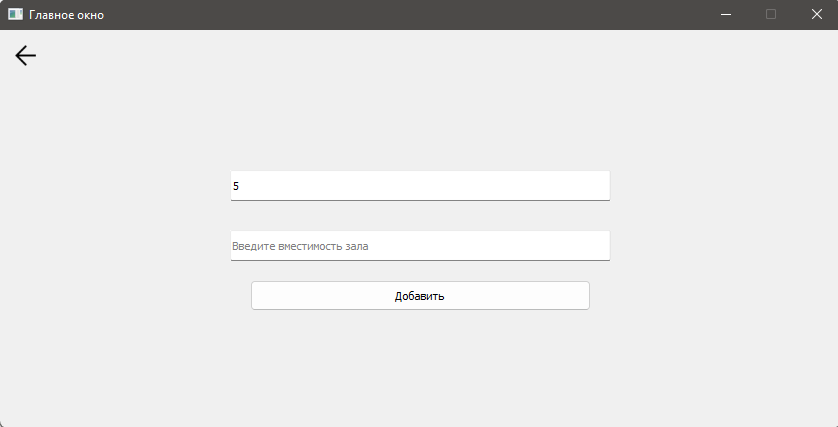 Главное окно
5
Введите вместимость зала
Добавить